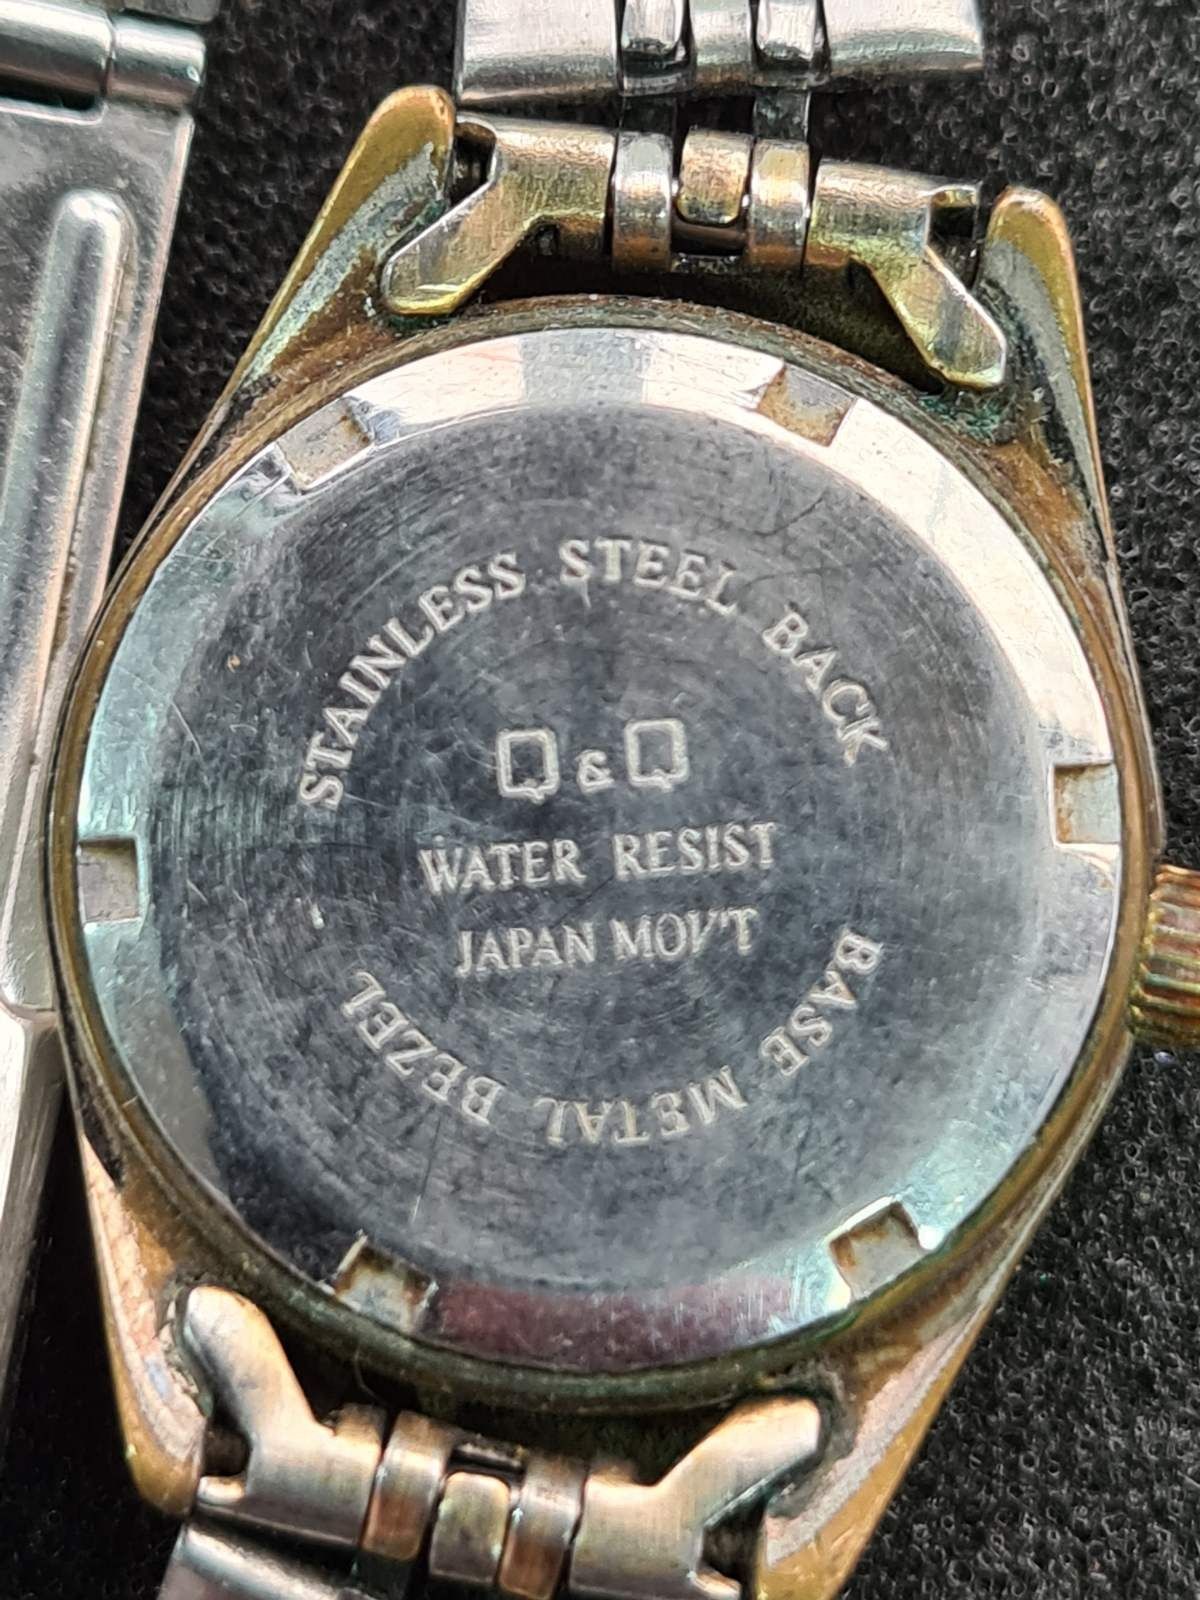 STAINLESS STEEL BACK
Q&Q
WATER RESIST
JAPAN MOV'T
BASE METAL BEZEL